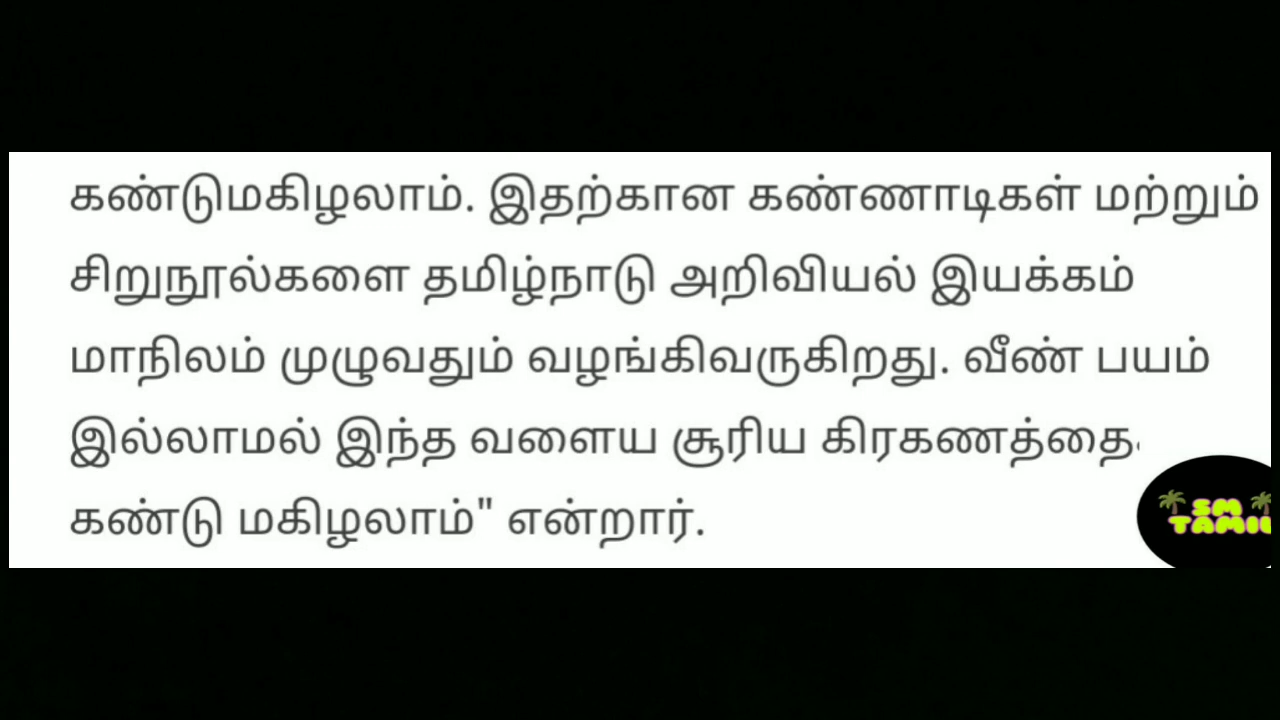 கண்டுமகிழலாம். இதற்கான கண்ணாடிகள் மற்றும்
சிறுநூல்களை தமிழ்நாடு அறிவியல் இயக்கம்
மாநிலம் முழுவதும் வழங்கிவருகிறது. வீண் பயம்
இல்லாமல் இந்த வளைய சூரிய கிரகணத்தை
கண்டு மகிழலாம்" என்றார்.
SM
TAMIL